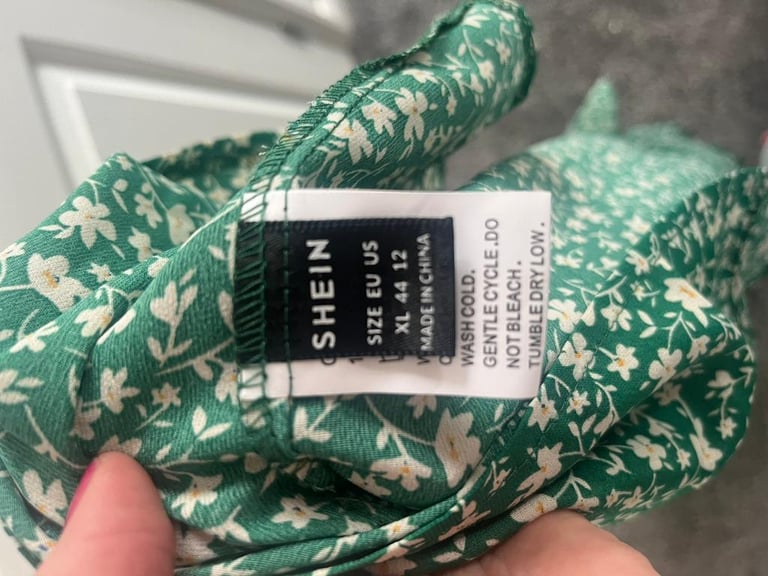 SHEIN
SIZE EU US
XL 44 12
MADE IN CHINA
WASH COLD.
GENTLE CYCLE.DO
NOT BLEACH.
TUMBLE DRY LOW.